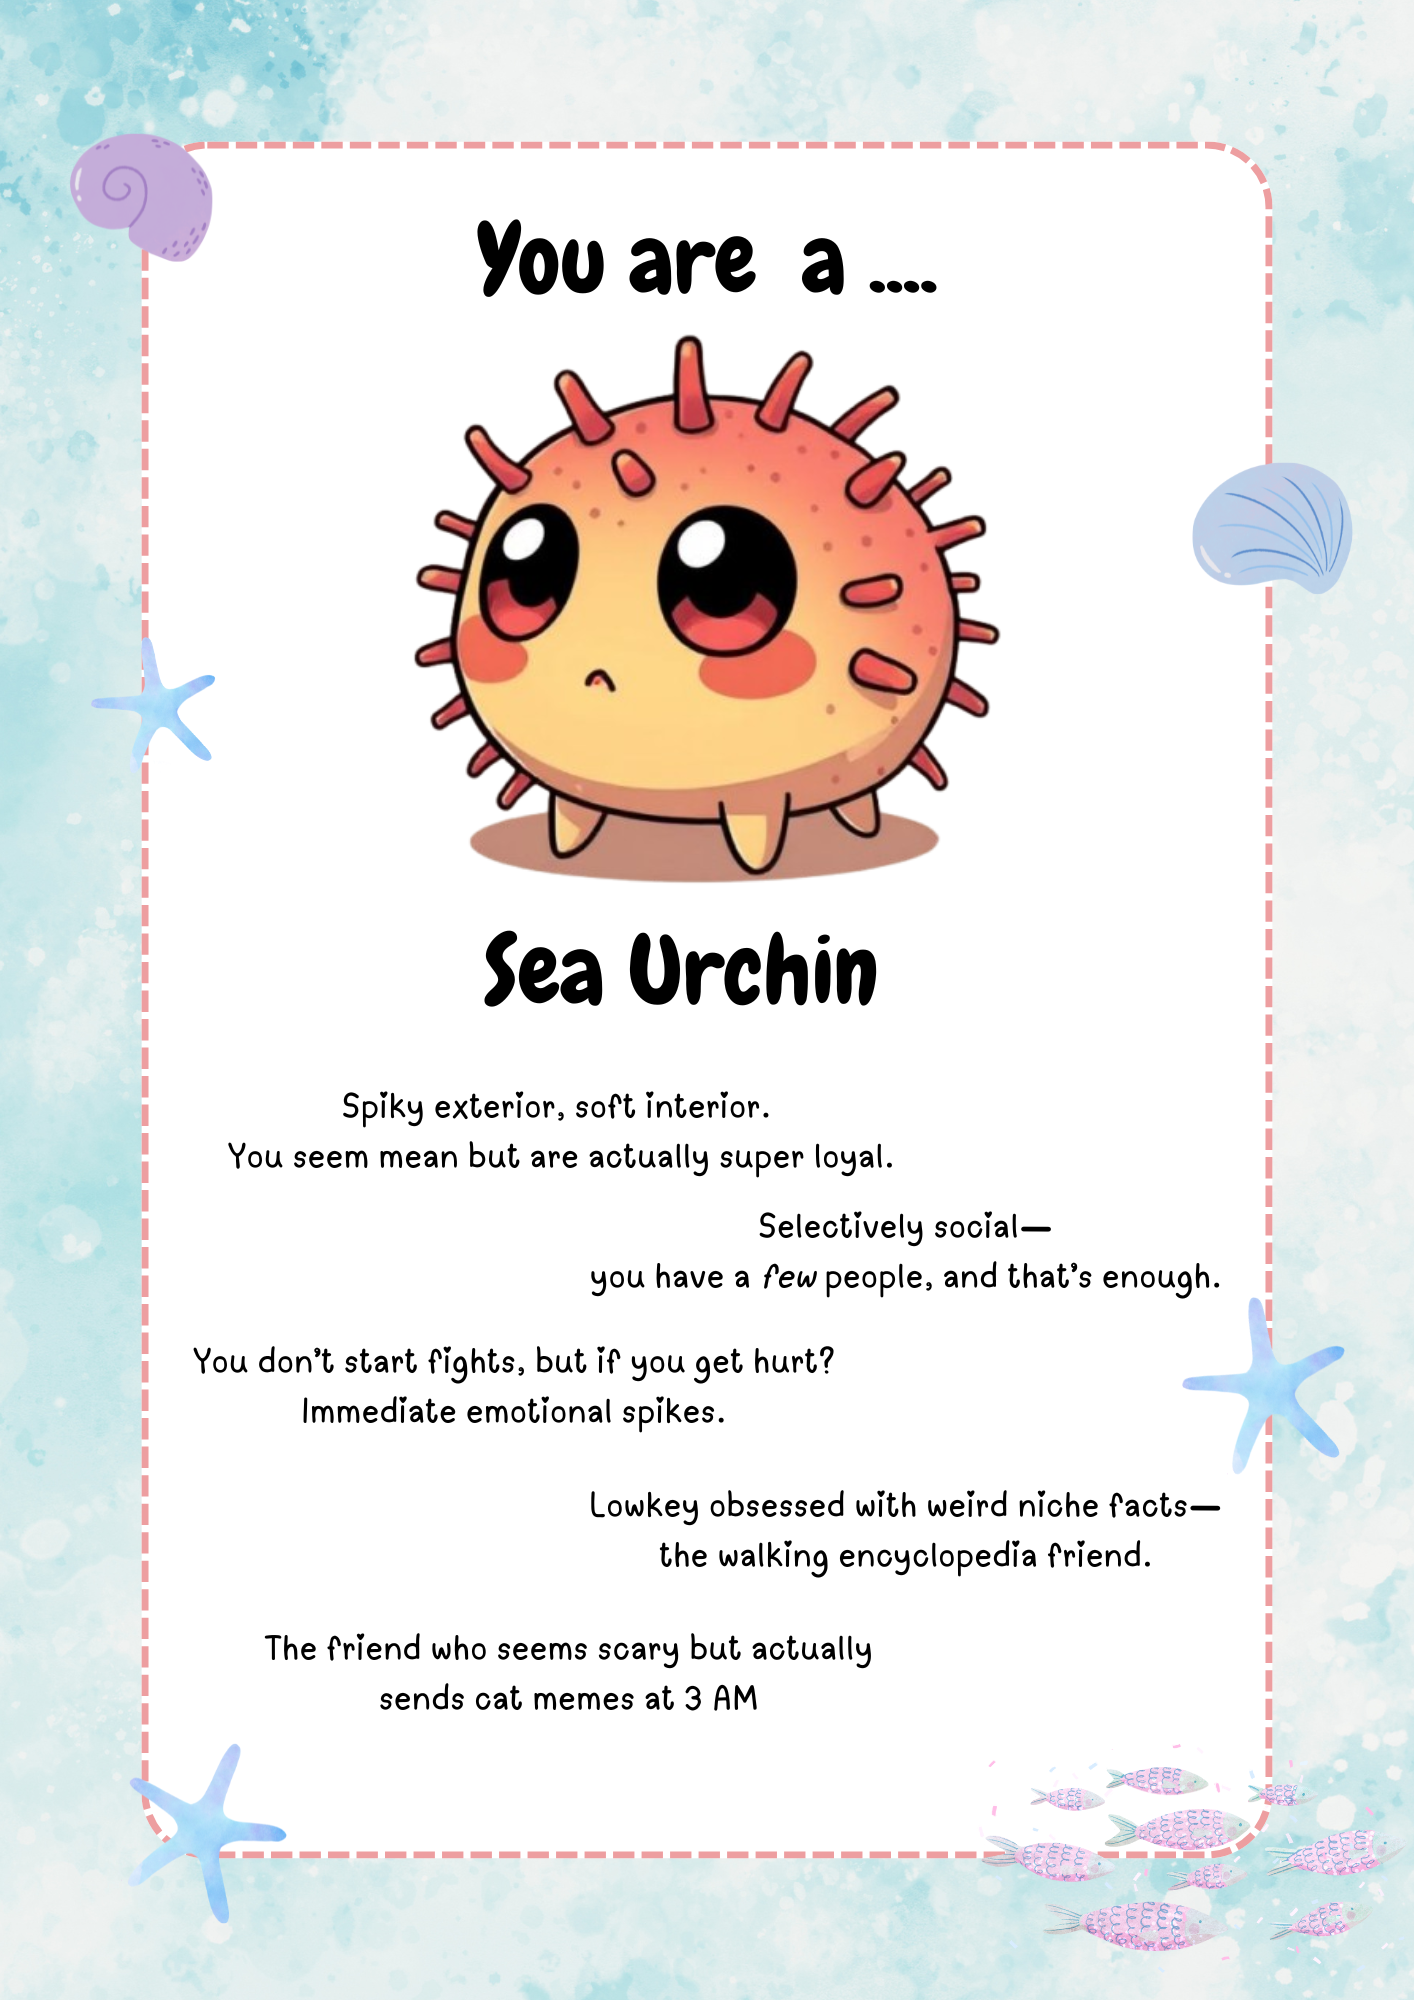 You are a ....
Sea Urchin
Spiky exterior, soft interior.
You seem mean but are actually super loyal.
Selectively social—
you have a few people, and that's enough.
You don't start fights, but if you get hurt?
Immediate emotional spikes.
Lowkey obsessed with weird niche facts—
the walking encyclopedia friend.
The friend who seems scary but actually
sends cat memes at 3 AM